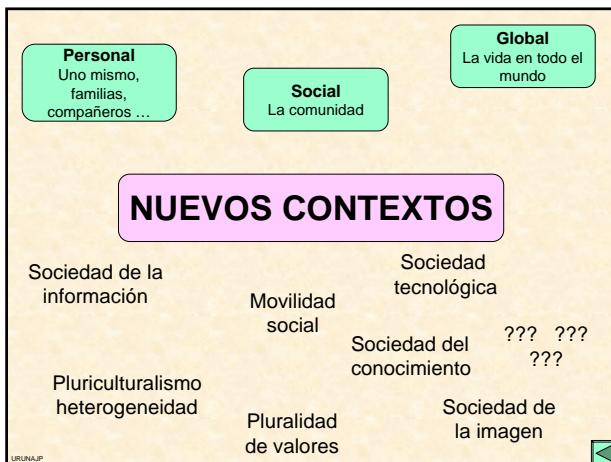 Personal
Uno mismo,
familias,
compañeros ...
Social
La comunidad
Global
La vida en todo el
mundo
NUEVOS CONTEXTOS
Sociedad de la
información
Movilidad
social
Sociedad
tecnológica
Sociedad del
conocimiento
??? ???
???
Pluriculturalismo
heterogeneidad
Pluralidad
de valores
Sociedad de
la imagen
URUNAJP